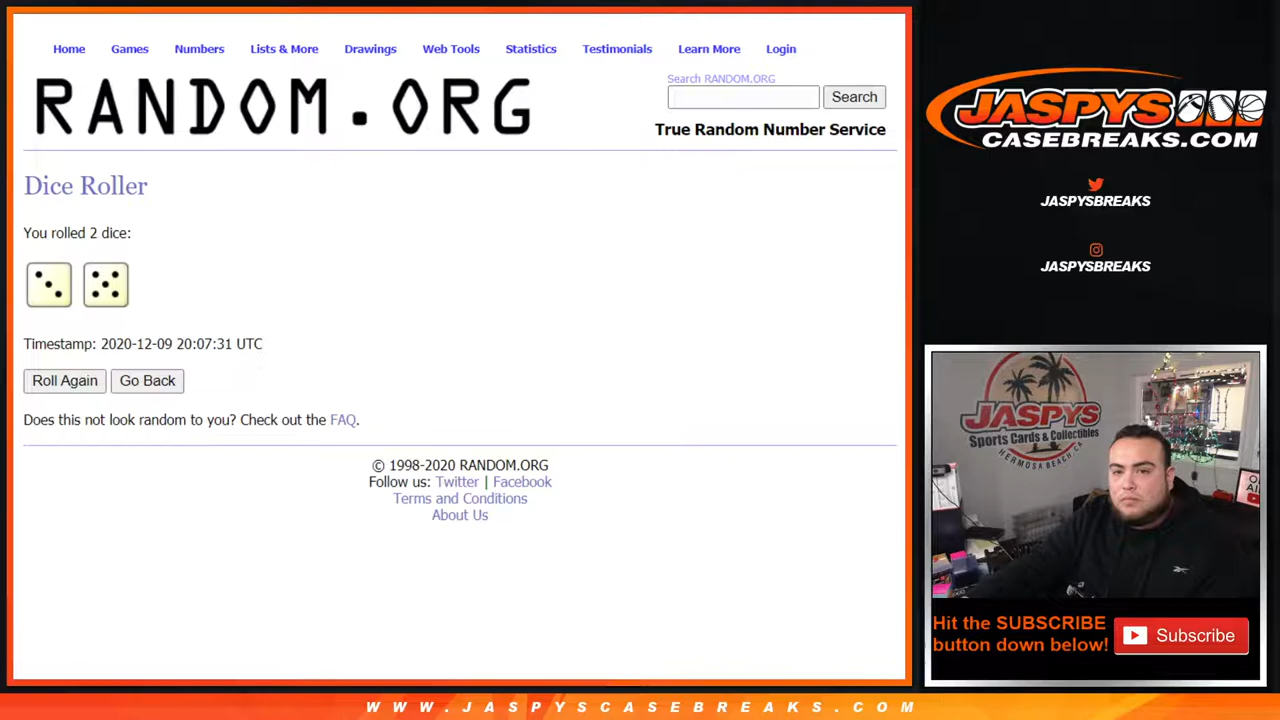 Home Games Numbers Lists & More Drawings Web Tools Statistics Testimonials Learn More Login
RANDOM.ORG
Search RANDOM.ORG
Search
True Random Number Service
Dice Roller
You rolled 2 dice:
Timestamp: 2020-12-09 20:07:31 UTC
Roll Again Go Back
Does this not look random to you? Check out the FAQ.
© 1998-2020 RANDOM.ORG
Follow us: Twitter | Facebook
Terms and Conditions
About Us
JASPYS
CASEBREAKS.COM
JASPYSBREAKS
JASPYSBREAKS
JASPYS
Sports Cards & Collectibles
HERMOSA BEACH, CA
Hit the SUBSCRIBE
button down below!
Subscribe
WWW.JASPYSCASEBREAKS.COM